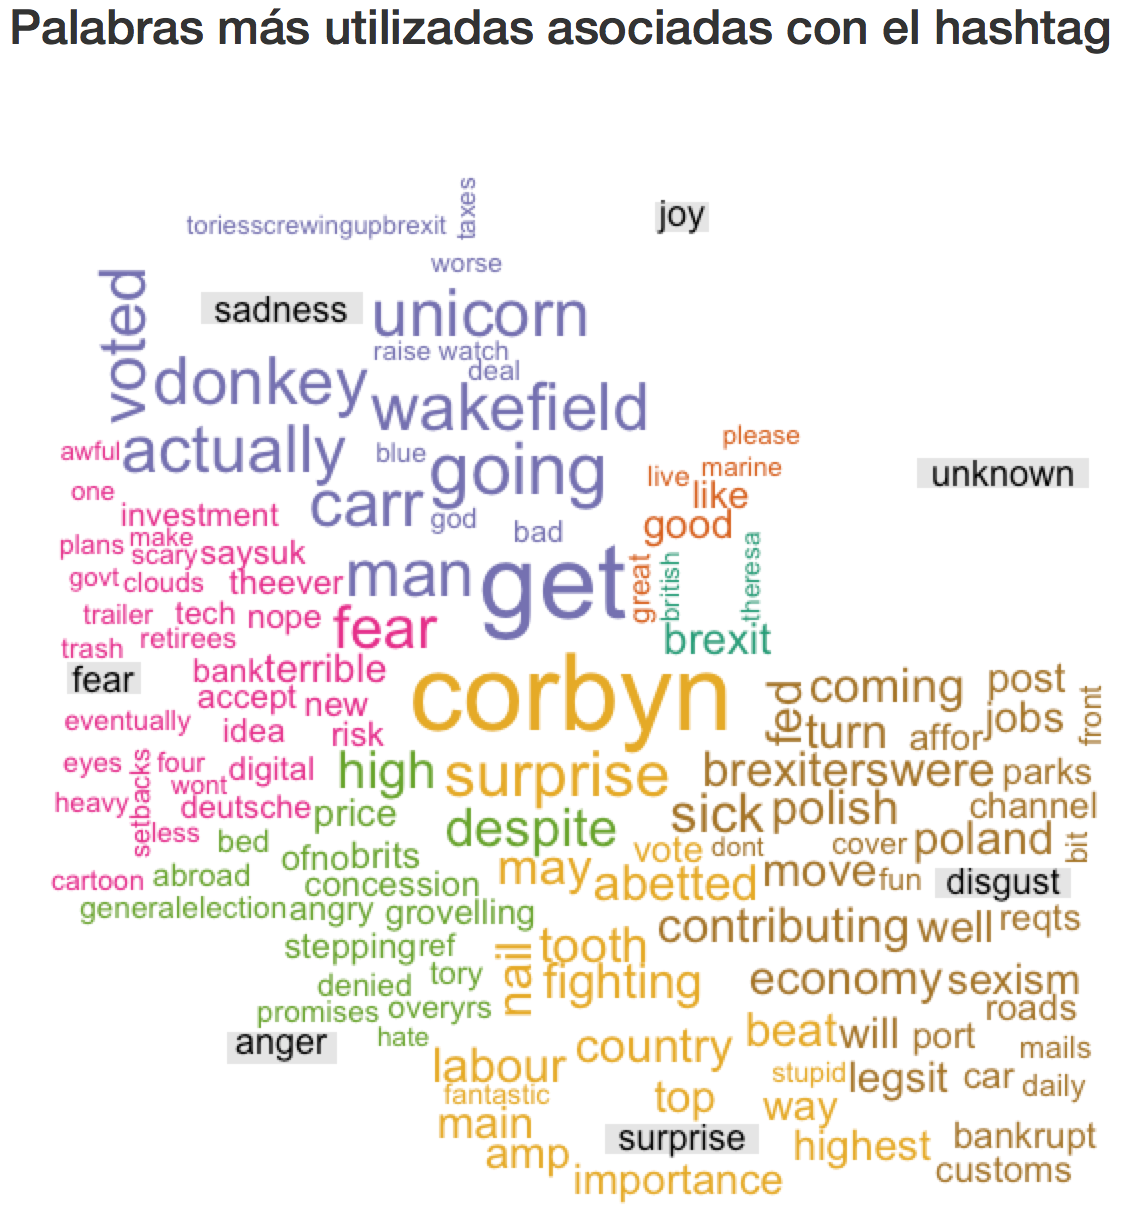 Palabras más utilizadas asociadas con el hashtag
taxes
toriesscrewingupbrexit
joy
worse
voted
sadness
unicorn
raise watch
deal
donkey
wakefield
please
awful
actually
blue
going
live
marine
unknown
one
like
investment
carr
god
bad
good
plans
make
scary
saysuk
great
british
theresa
govt
clouds
theever
man
get
trailer
tech
nope
fear
trash
retirees
brexit
fear
bank
terrible
corbyn
fed
coming
post
accept
new
front
eventually
idea
risk
turn
affor
jobs
eyes
setbacks
four
wont
digital
high
surprise
brexiterswere
parks
heavy
deutsche
price
sick
polish
channel
less
bed
despite
vote
dont
cover
poland
bit
ofnobrits
cartoon
abroad
concession
may
abetted
move
fun
disgust
generalelection
angry
grovelling
contributing
well
reqts
steppingref
nail
tooth
denied
tory
fighting
economy
sexism
promises
overyrs
roads
anger
hate
country
beat
will
port
mails
labour
stupid
legsit
car
daily
fantastic
top
way
main
surprise
highest
bankrupt
amp
importance
customs